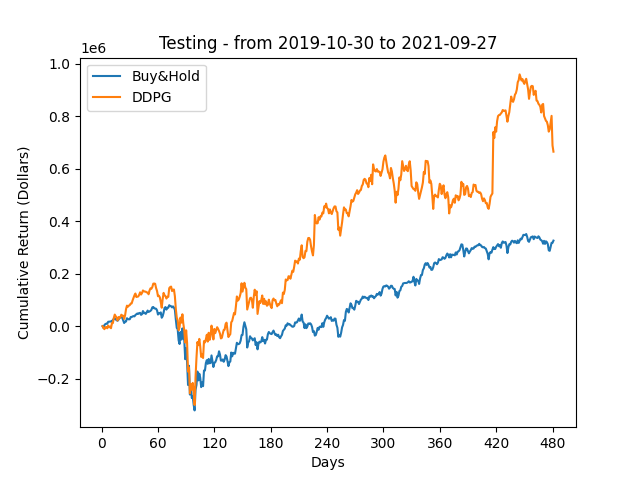 Testing - from 2019-10-30 to 2021-09-27
1e6
Buy&Hold
DDPG
1.0
0.8
0.6
0.4
0.2
0.0
−0.2
Cumulative Return (Dollars)
0 60 120 180 240 300 360 420 480
Days